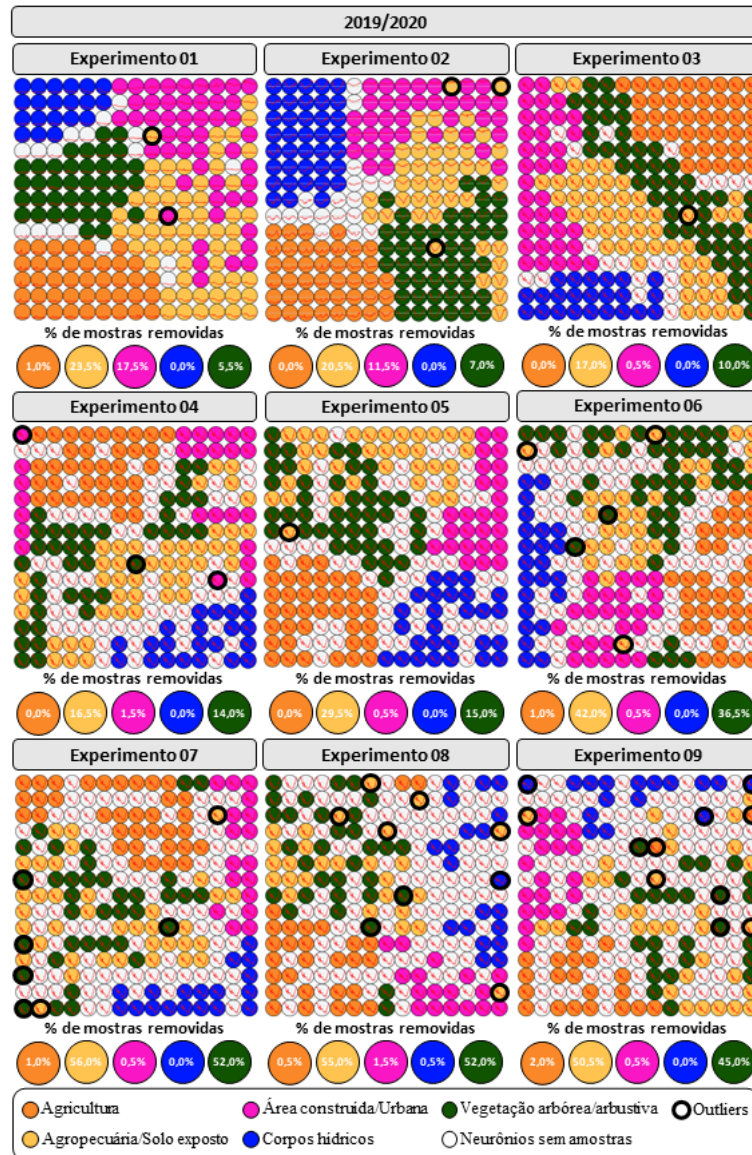 2019/2020
Experimento 01
Experimento 02
Experimento 03
% de mostras removidas
% de mostras removidas
% de mostras removidas
1,0%
23,5%
17,5%
0,0%
5,5%
0,0%
20,5%
11,5%
0,0%
7,0%
0,0%
17,0%
0,5%
0,0%
10,0%
Experimento 04
Experimento 05
Experimento 06
% de mostras removidas
% de mostras removidas
% de mostras removidas
0,0%
16,5%
1,5%
0,0%
14,0%
0,0%
29,5%
0,5%
0,0%
15,0%
1,0%
42,0%
0,5%
0,0%
36,5%
Experimento 07
Experimento 08
Experimento 09
% de mostras removidas
% de mostras removidas
% de mostras removidas
1,0%
56,0%
0,5%
0,0%
52,0%
0,5%
55,0%
1,5%
0,5%
52,0%
2,0%
50,5%
0,5%
0,0%
45,0%
Agricultura
Área construída/Urbana
Vegetação arbórea/arbustiva
Outliers
Agropecuária/Solo exposto
Corpos hídricos
Neurônios sem amostras